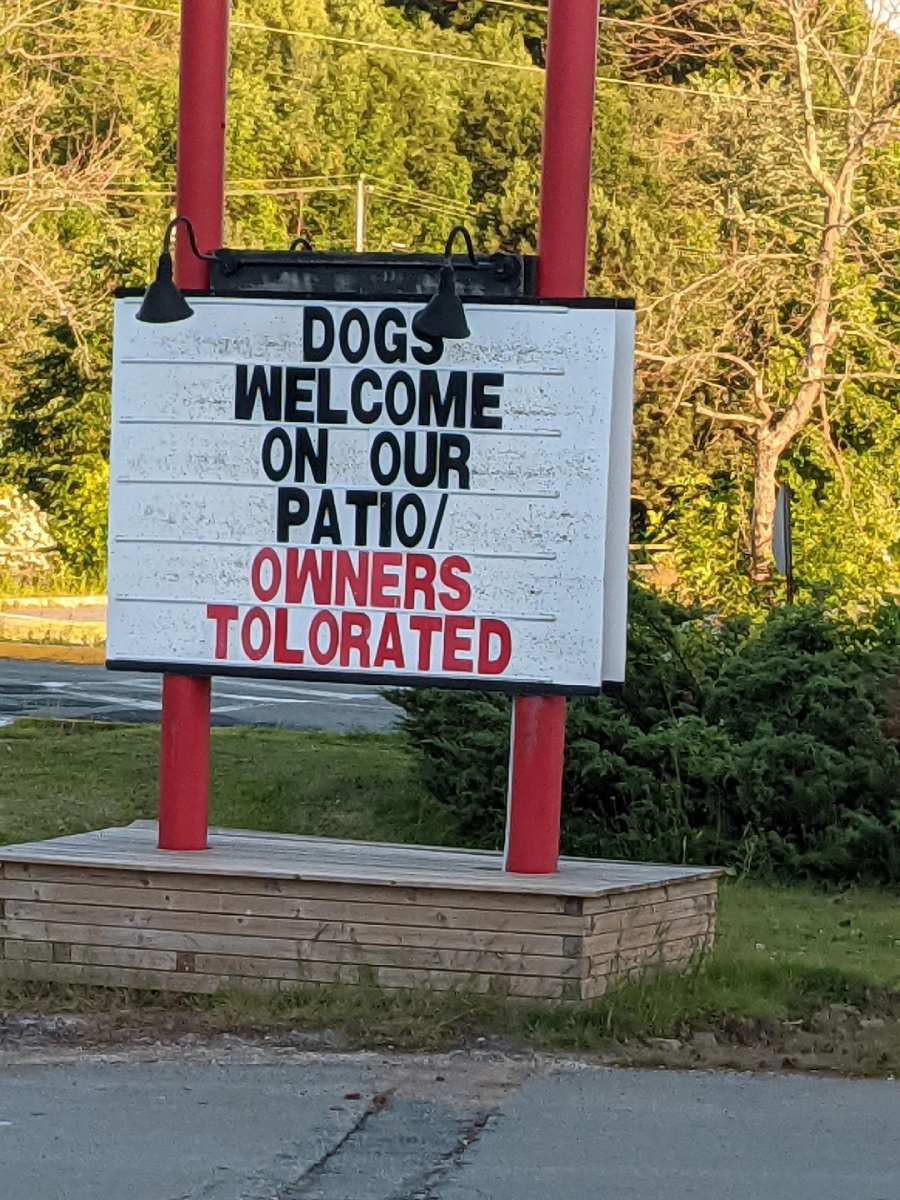 DOGS
WELCOME
ON OUR
PATIO/
OWNERS
TOLORATED